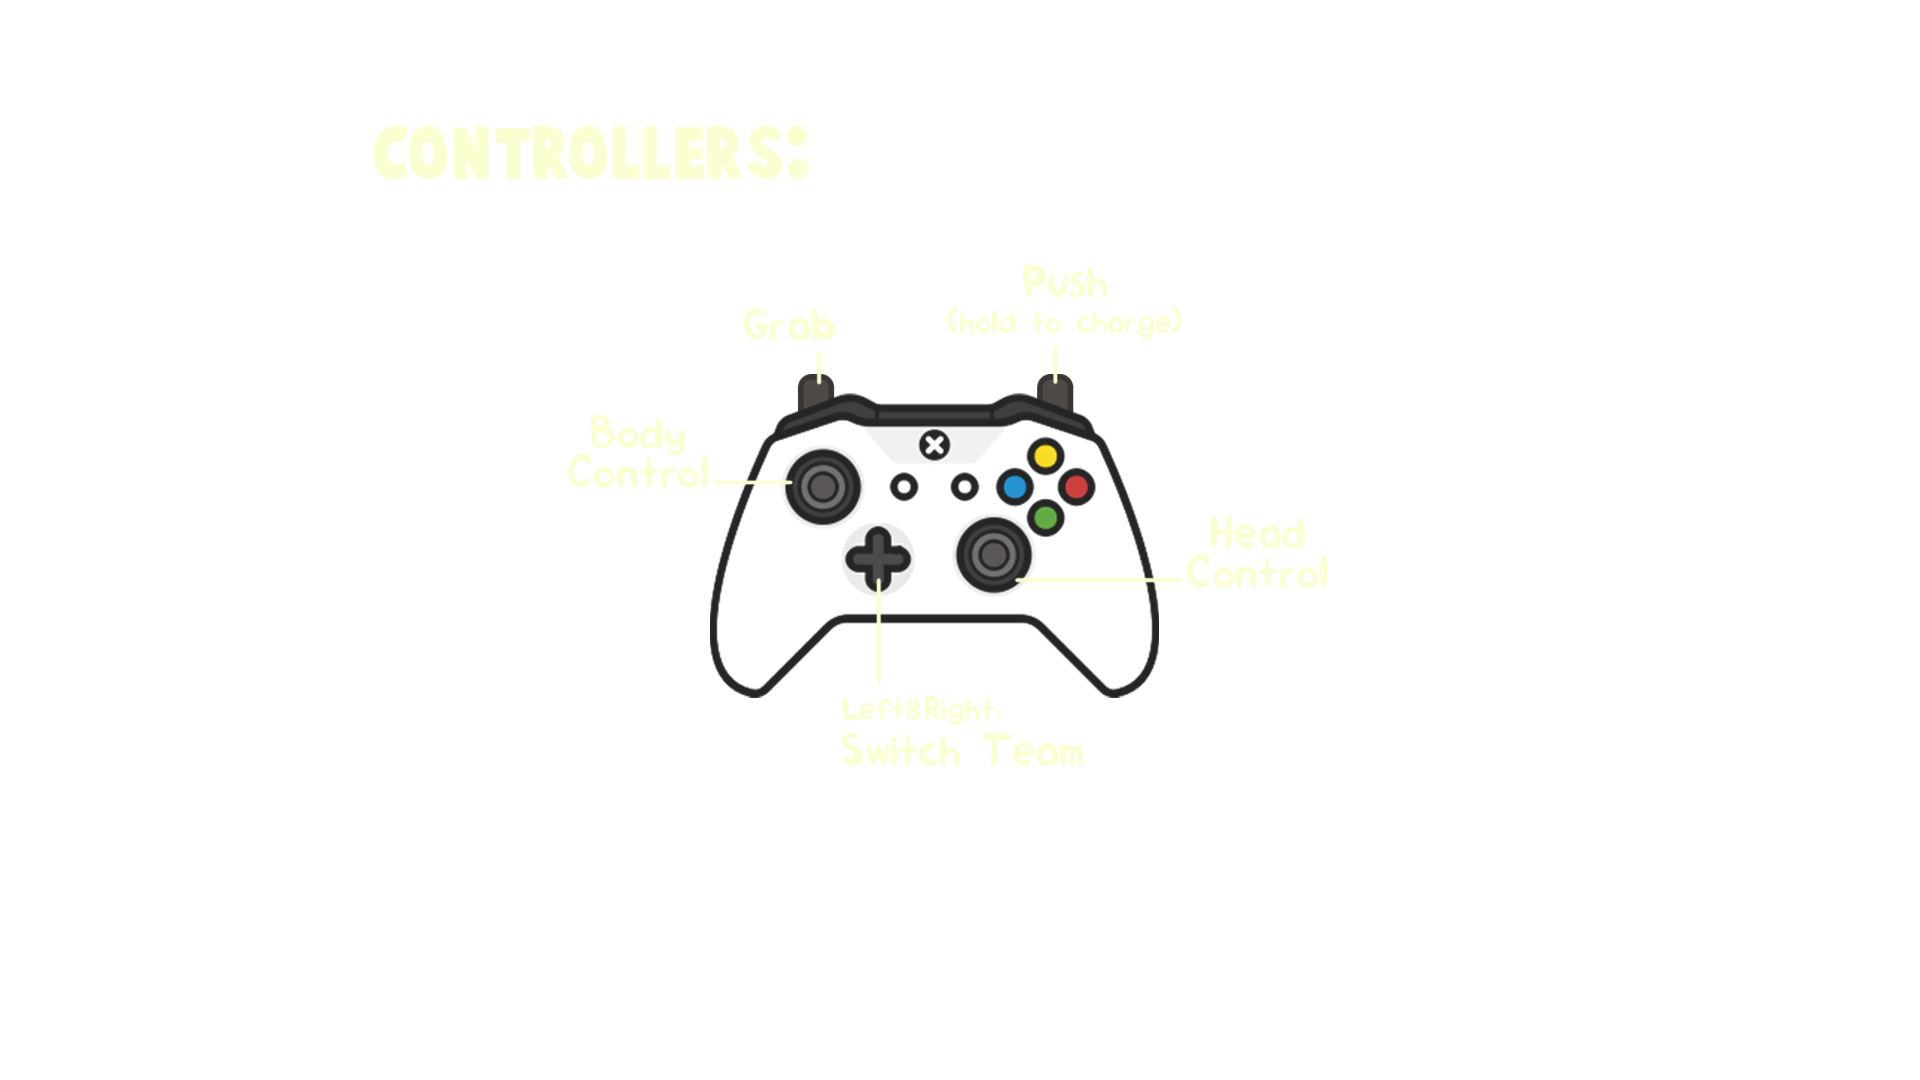 CONTROLLERS:
Push
(hold to charge)
Grab
Body
Control
Head
Control
Left&Right:
Switch Team